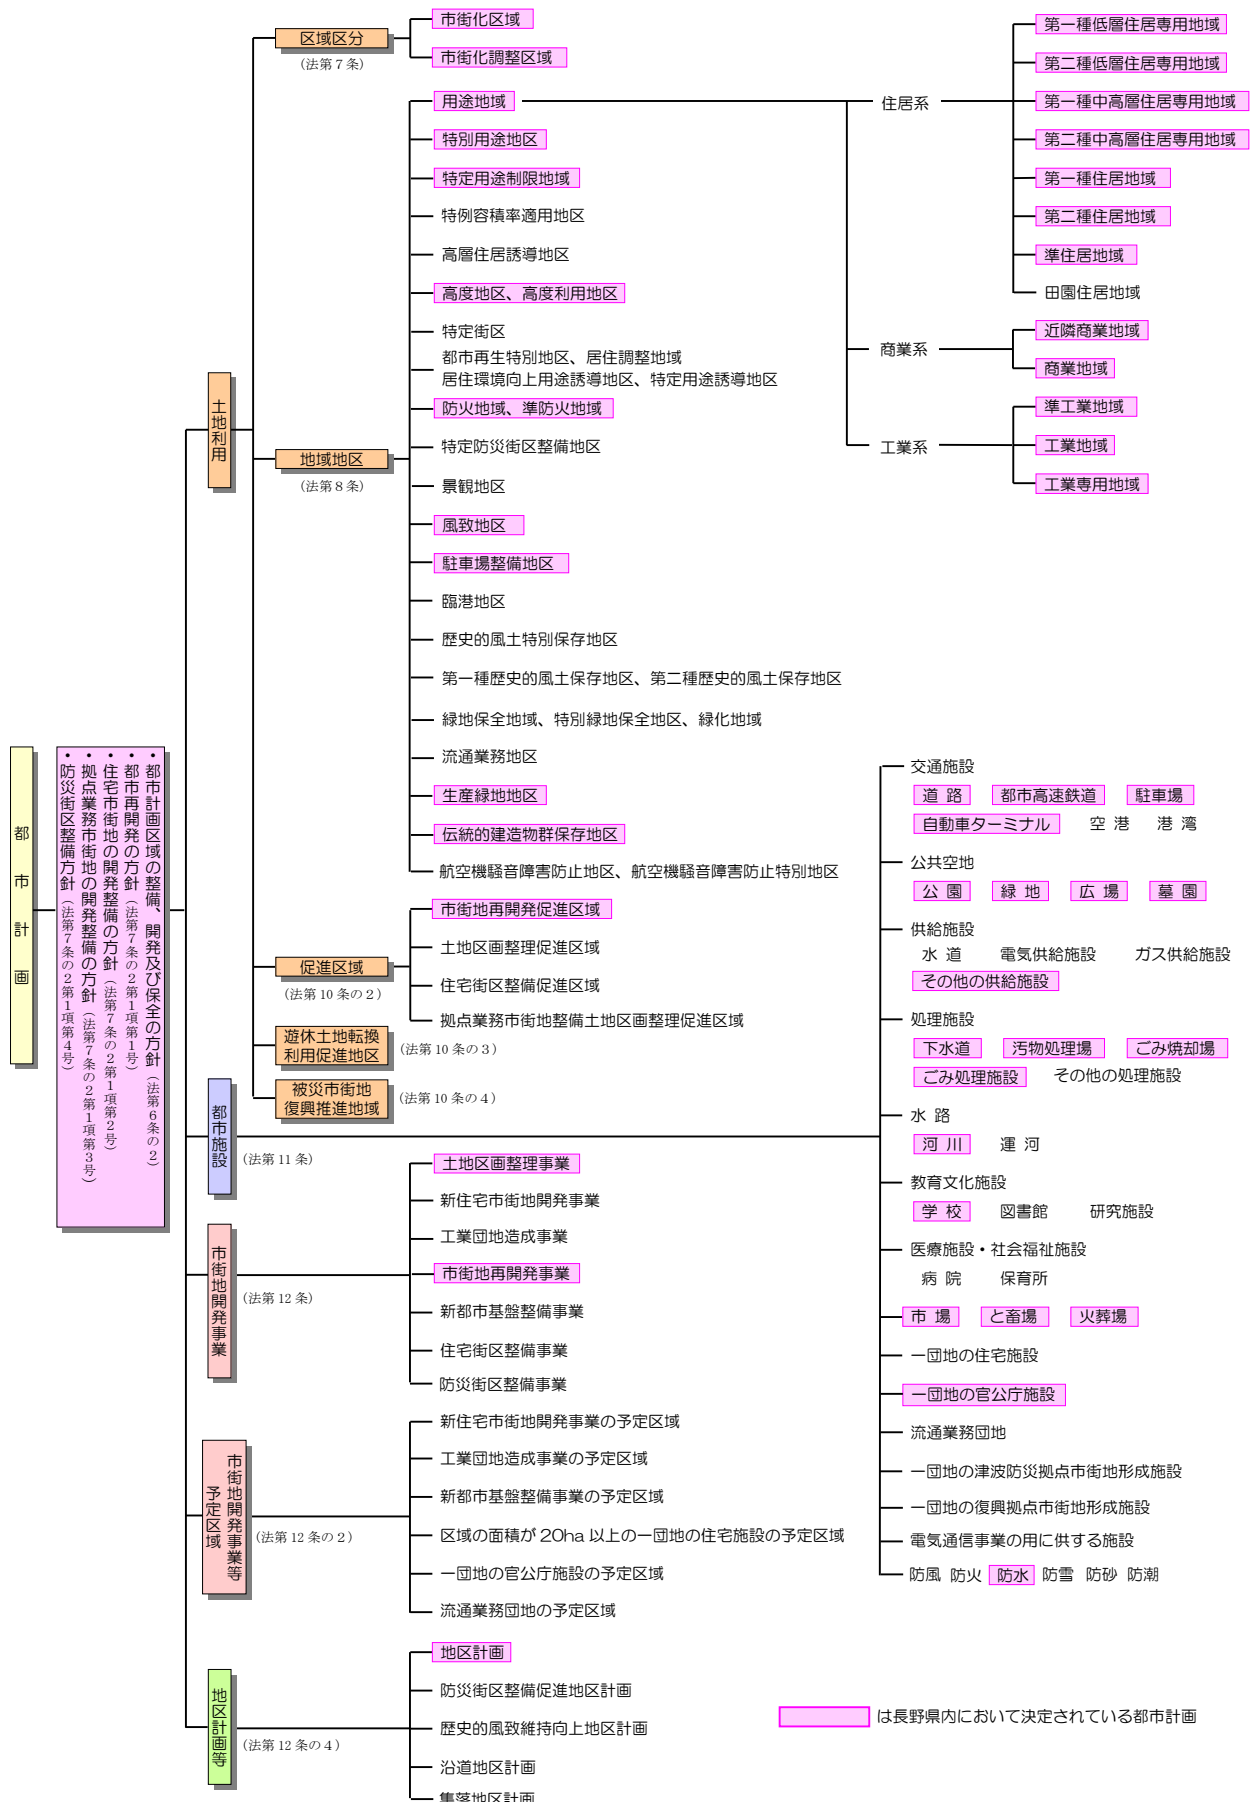 都市計画
・都市計画区域の整備、開発及び保全の方針（法第６条の２）
・都市再開発の方針（法第７条の２第１項第１号）
・住宅市街地の開発整備の方針（法第７条の２第１項第２号）
・拠点業務市街地の開発整備の方針（法第７条の２第１項第３号）
・防災街区整備方針（法第７条の２第１項第４号）
土地利用
区域区分
（法第７条）
市街化区域
市街化調整区域
地域地区
（法第８条）
用途地域
住居系
第一種低層住居専用地域
第二種低層住居専用地域
第一種中高層住居専用地域
第二種中高層住居専用地域
第一種住居地域
第二種住居地域
準住居地域
田園住居地域
商業系
近隣商業地域
商業地域
工業系
準工業地域
工業地域
工業専用地域
特別用途地区
特定用途制限地域
特例容積率適用地区
高層住居誘導地区
高度地区、高度利用地区
特定街区
都市再生特別地区、居住調整地域
居住環境向上用途誘導地区、特定用途誘導地区
防火地域、準防火地域
特定防災街区整備地区
景観地区
風致地区
駐車場整備地区
臨港地区
歴史的風土特別保存地区
第一種歴史的風土保存地区、第二種歴史的風土保存地区
緑地保全地域、特別緑地保全地区、緑化地域
流通業務地区
生産緑地地区
伝統的建造物群保存地区
航空機騒音障害防止地区、航空機騒音障害防止特別地区
促進区域
（法第10条の２）
市街地再開発促進区域
土地区画整理促進区域
住宅街区整備促進区域
拠点業務市街地整備土地区画整理促進区域
遊休土地転換
利用促進地区
（法第10条の３）
被災市街地
復興推進地域
（法第10条の４）
都市施設
（法第11条）
交通施設
道 路 都市高速鉄道 駐車場
自動車ターミナル 空 港 港 湾
公共空地
公 園 緑 地 広 場 墓 園
供給施設
水 道 電気供給施設 ガス供給施設
その他の供給施設
処理施設
下水道 汚物処理場 ごみ焼却場
ごみ処理施設 その他の処理施設
水 路
河 川 運 河
教育文化施設
学 校 図書館 研究施設
医療施設・社会福祉施設
病 院 保育所
市 場 と畜場 火葬場
一団地の住宅施設
一団地の官公庁施設
流通業務団地
一団地の津波防災拠点市街地形成施設
一団地の復興拠点市街地形成施設
電気通信事業の用に供する施設
防風 防火 防水 防雪 防砂 防潮
市街地開発事業
（法第12条）
土地区画整理事業
新住宅市街地開発事業
工業団地造成事業
市街地再開発事業
新都市基盤整備事業
住宅街区整備事業
防災街区整備事業
市街地開発事業等
予定区域
（法第12条の２）
新住宅市街地開発事業の予定区域
工業団地造成事業の予定区域
新都市基盤整備事業の予定区域
区域の面積が20ha以上の一団地の住宅施設の予定区域
一団地の官公庁施設の予定区域
流通業務団地の予定区域
地区計画等
（法第12条の４）
地区計画
防災街区整備促進地区計画
歴史的風致維持向上地区計画
沿道地区計画
集落地区計画
は長野県内において決定されている都市計画